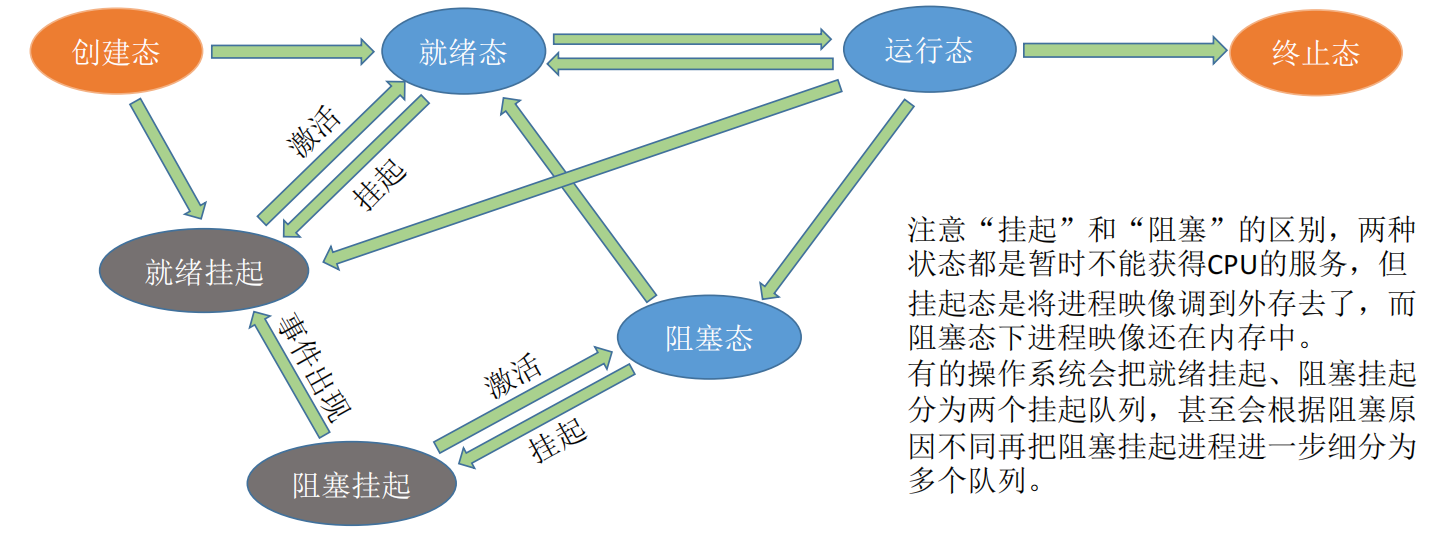 创建态
就绪态
运行态
终止态
激活
挂起
就绪挂起
事件出现
阻塞态
激活
挂起
阻塞挂起
注意“挂起”和“阻塞”的区别，两种
状态都是暂时不能获得CPU的服务，但
挂起态是将进程映像调到外存去了，而
阻塞态下进程映像还在内存中。
有的操作系统会把就绪挂起、阻塞挂起
分为两个挂起队列，甚至会根据阻塞原
因不同再把阻塞挂起进程进一步细分为
多个队列。